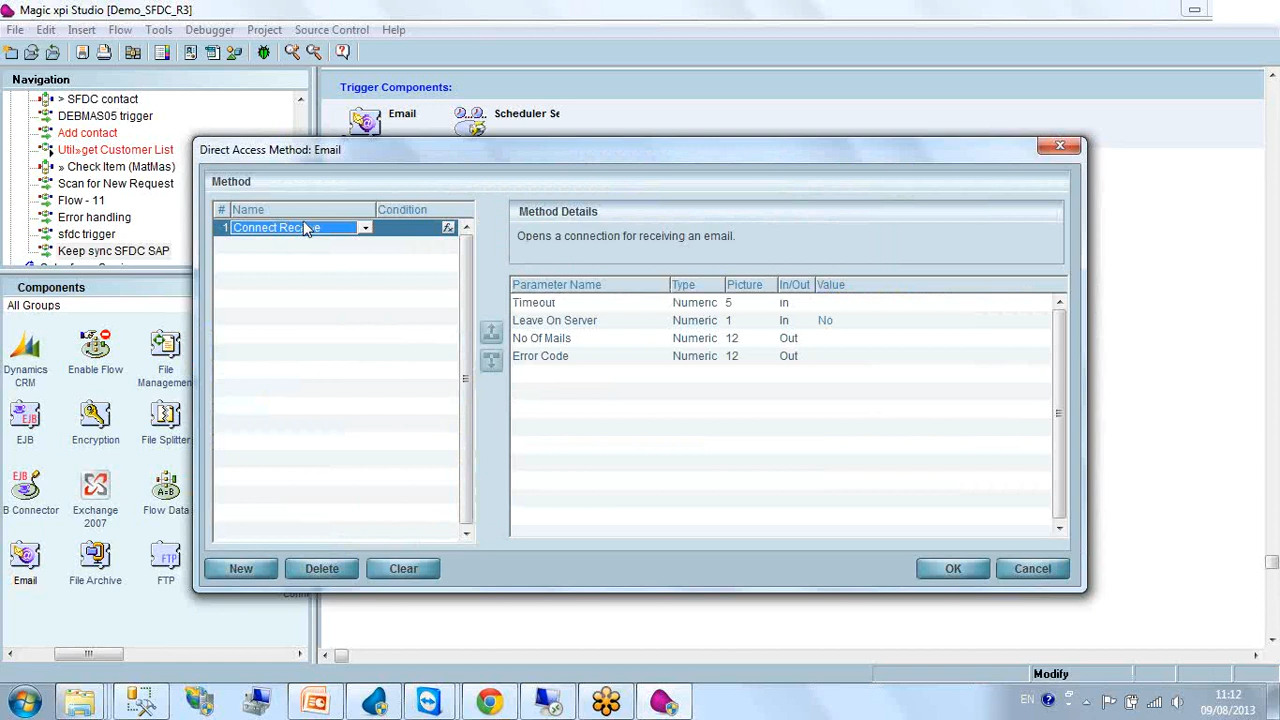 Magic xpi Studio [Demo_SFDC_R3]
File Edit Insert Flow Tools Debugger Project Source Control Help
Navigation
> SFDC contact
DEBMAS05 trigger
Add contact
Util»get Customer List
» Check Item (MatMas)
Scan for New Request
Flow - 11
Error handling
sfdc trigger
Keep sync SFDC SAP
Components
All Groups
Dynamics CRM
Enable Flow
File Managemen
EJB
Encryption
File Splitter
B Connector
Exchange 2007
Flow Data
Email
File Archive
FTP
Trigger Components:
Email
Scheduler Se
Direct Access Method: Email
Method
# Name Condition
1 Connect Rec e
Method Details
Opens a connection for receiving an email.
Parameter Name Type Picture In/Out Value
Timeout Numeric 5 In
Leave On Server Numeric 1 In No
No Of Mails Numeric 12 Out
Error Code Numeric 12 Out
New Delete Clear OK Cancel
Modify
EN
11:12
09/08/2013